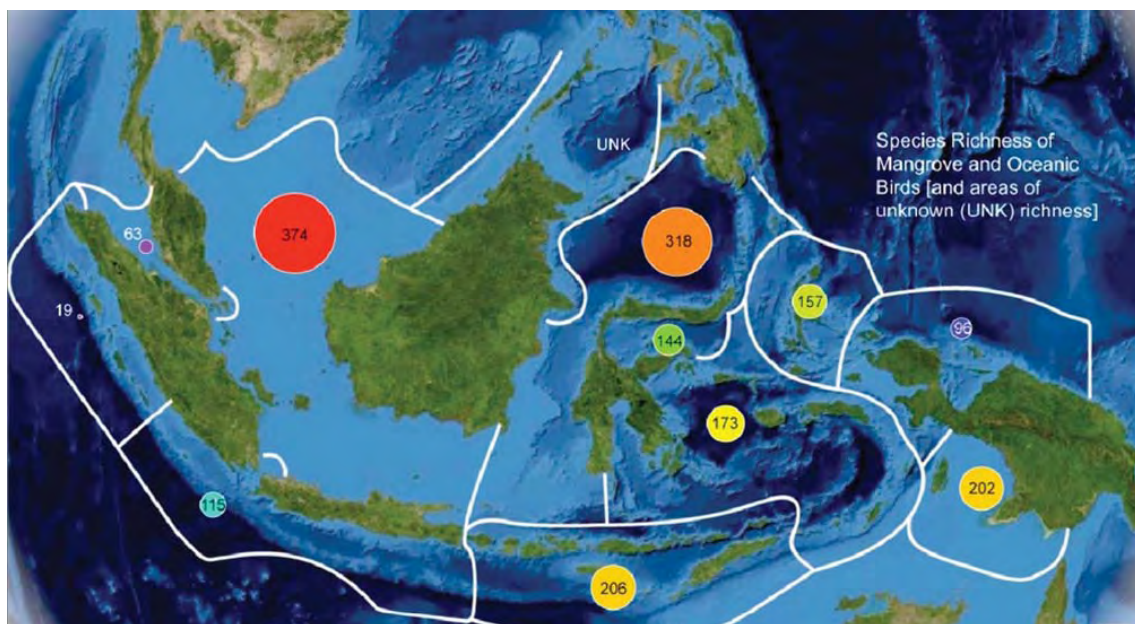 UNK
Species Richness of
Mangrove and Oceanic
Birds [and areas of
unknown (UNK) richness]
63
374
318
19
157
96
144
173
115
202
206